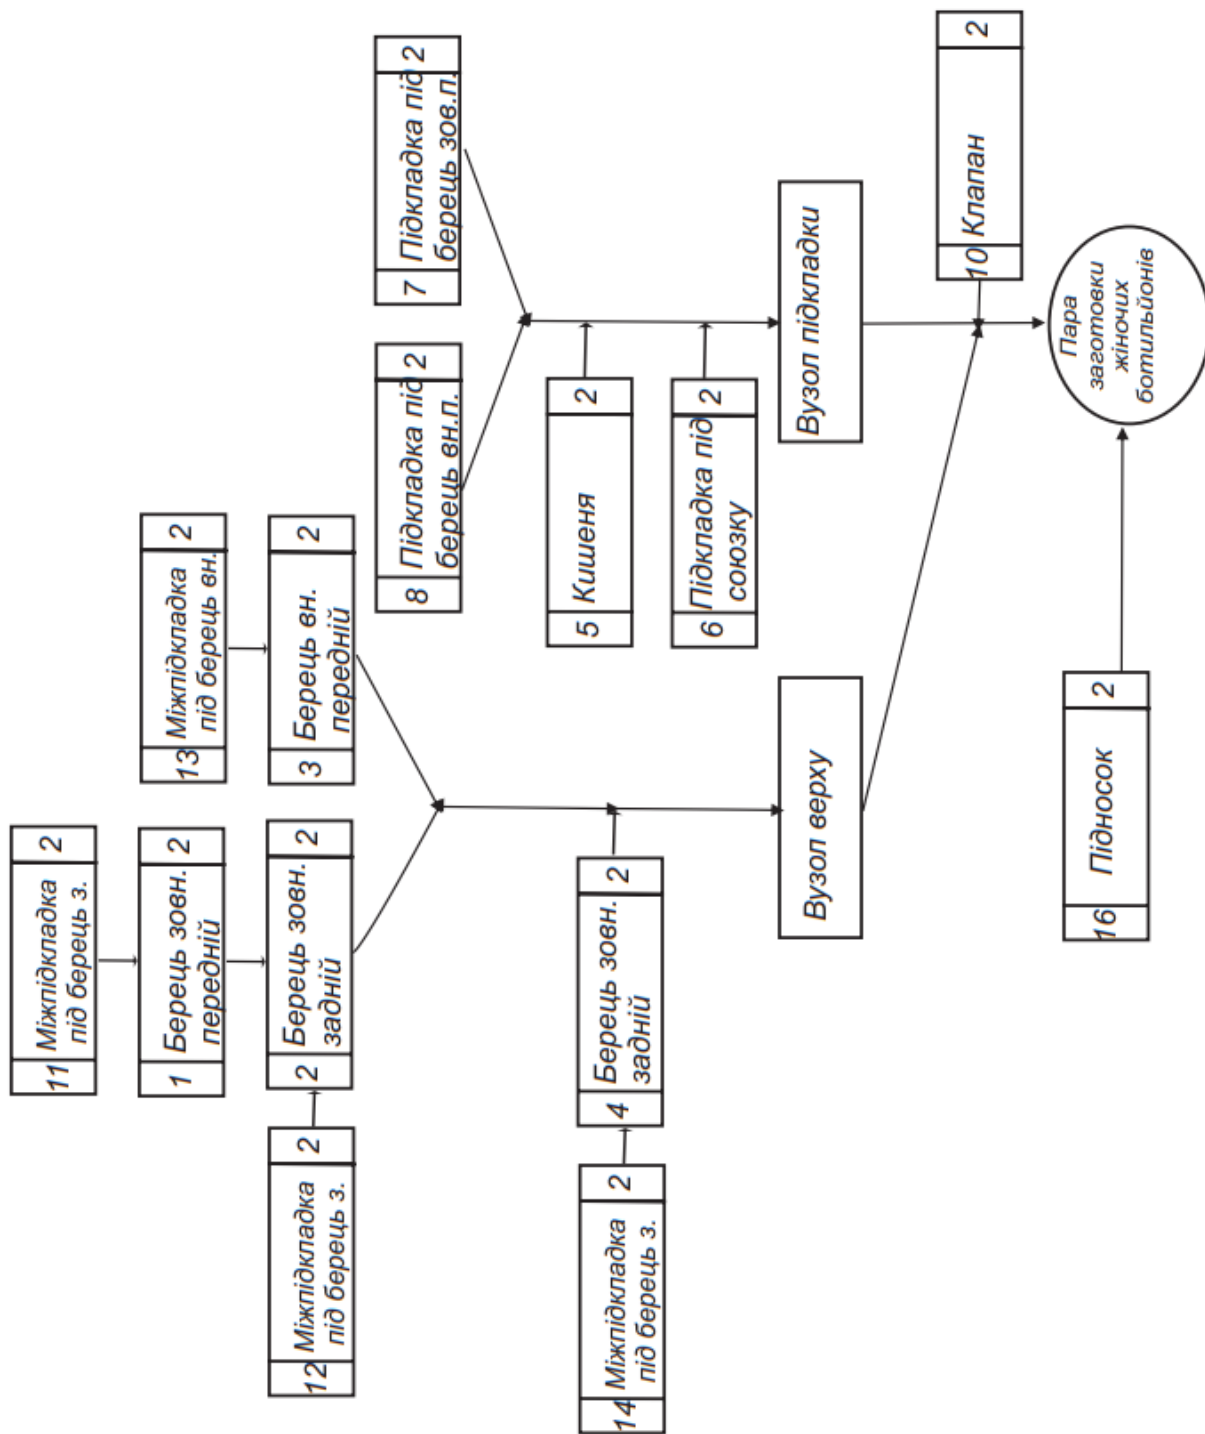 11
Міжпідкладка
під берець з.
2
1
Берець зовн.
передній
2
12
Міжпідкладка
під берець з.
2
2
Берець зовн.
задній
2
13
Міжпідкладка
під берець вн.
2
3
Берець вн.
передній
2
14
Міжпідкладка
під берець з.
2
4
Берець зовн.
задній
2
8
Підкладка під
берець вн.п.
2
7
Підкладка під
берець зов.п.
2
5
Кишеня
2
6
Підкладка під
союзку
2
Вузол верху
Вузол підкладки
10
Клапан
2
16
Підносок
2
Пара
заготовки
жіночих
ботильйонів